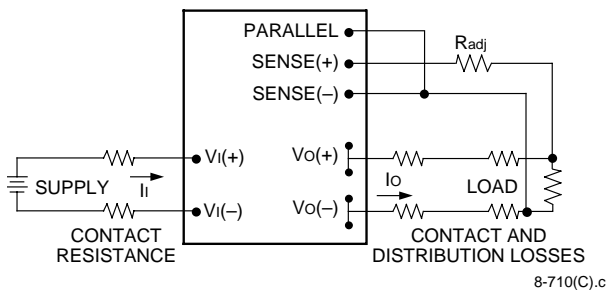 PARALLEL
SENSE(+)
SENSE(–)
Radj
VI(+)
VO(+)
SUPPLY
II
IO
LOAD
VI(–)
VO(–)
CONTACT
RESISTANCE
CONTACT AND
DISTRIBUTION LOSSES
8-710(C).c